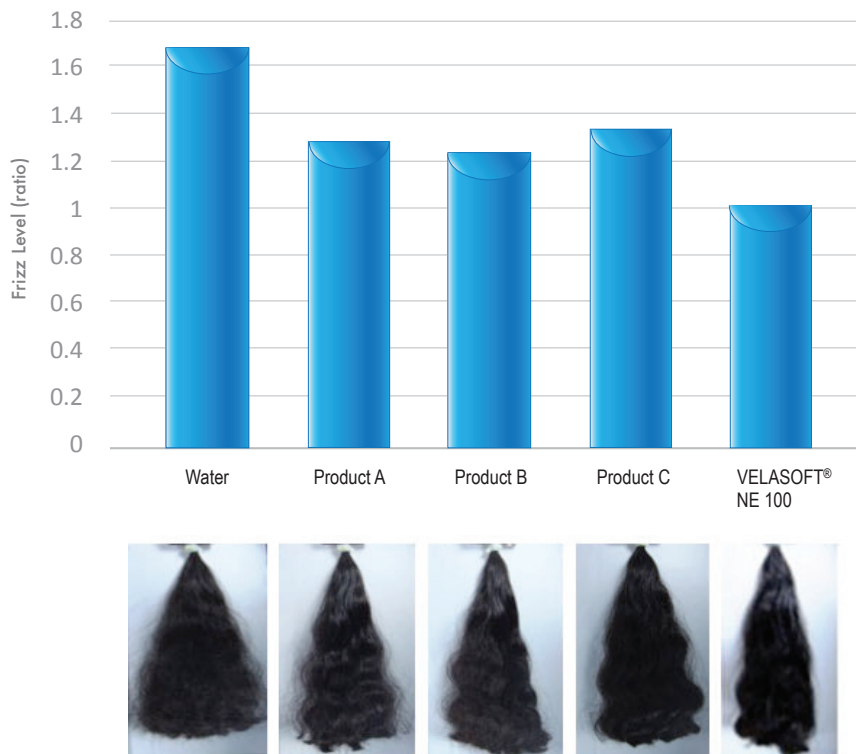 Frizz Level (ratio)
1.8
1.6
1.4
1.2
1
0.8
0.6
0.4
0.2
0
Water
Product A
Product B
Product C
VELASOFT®
NE 100